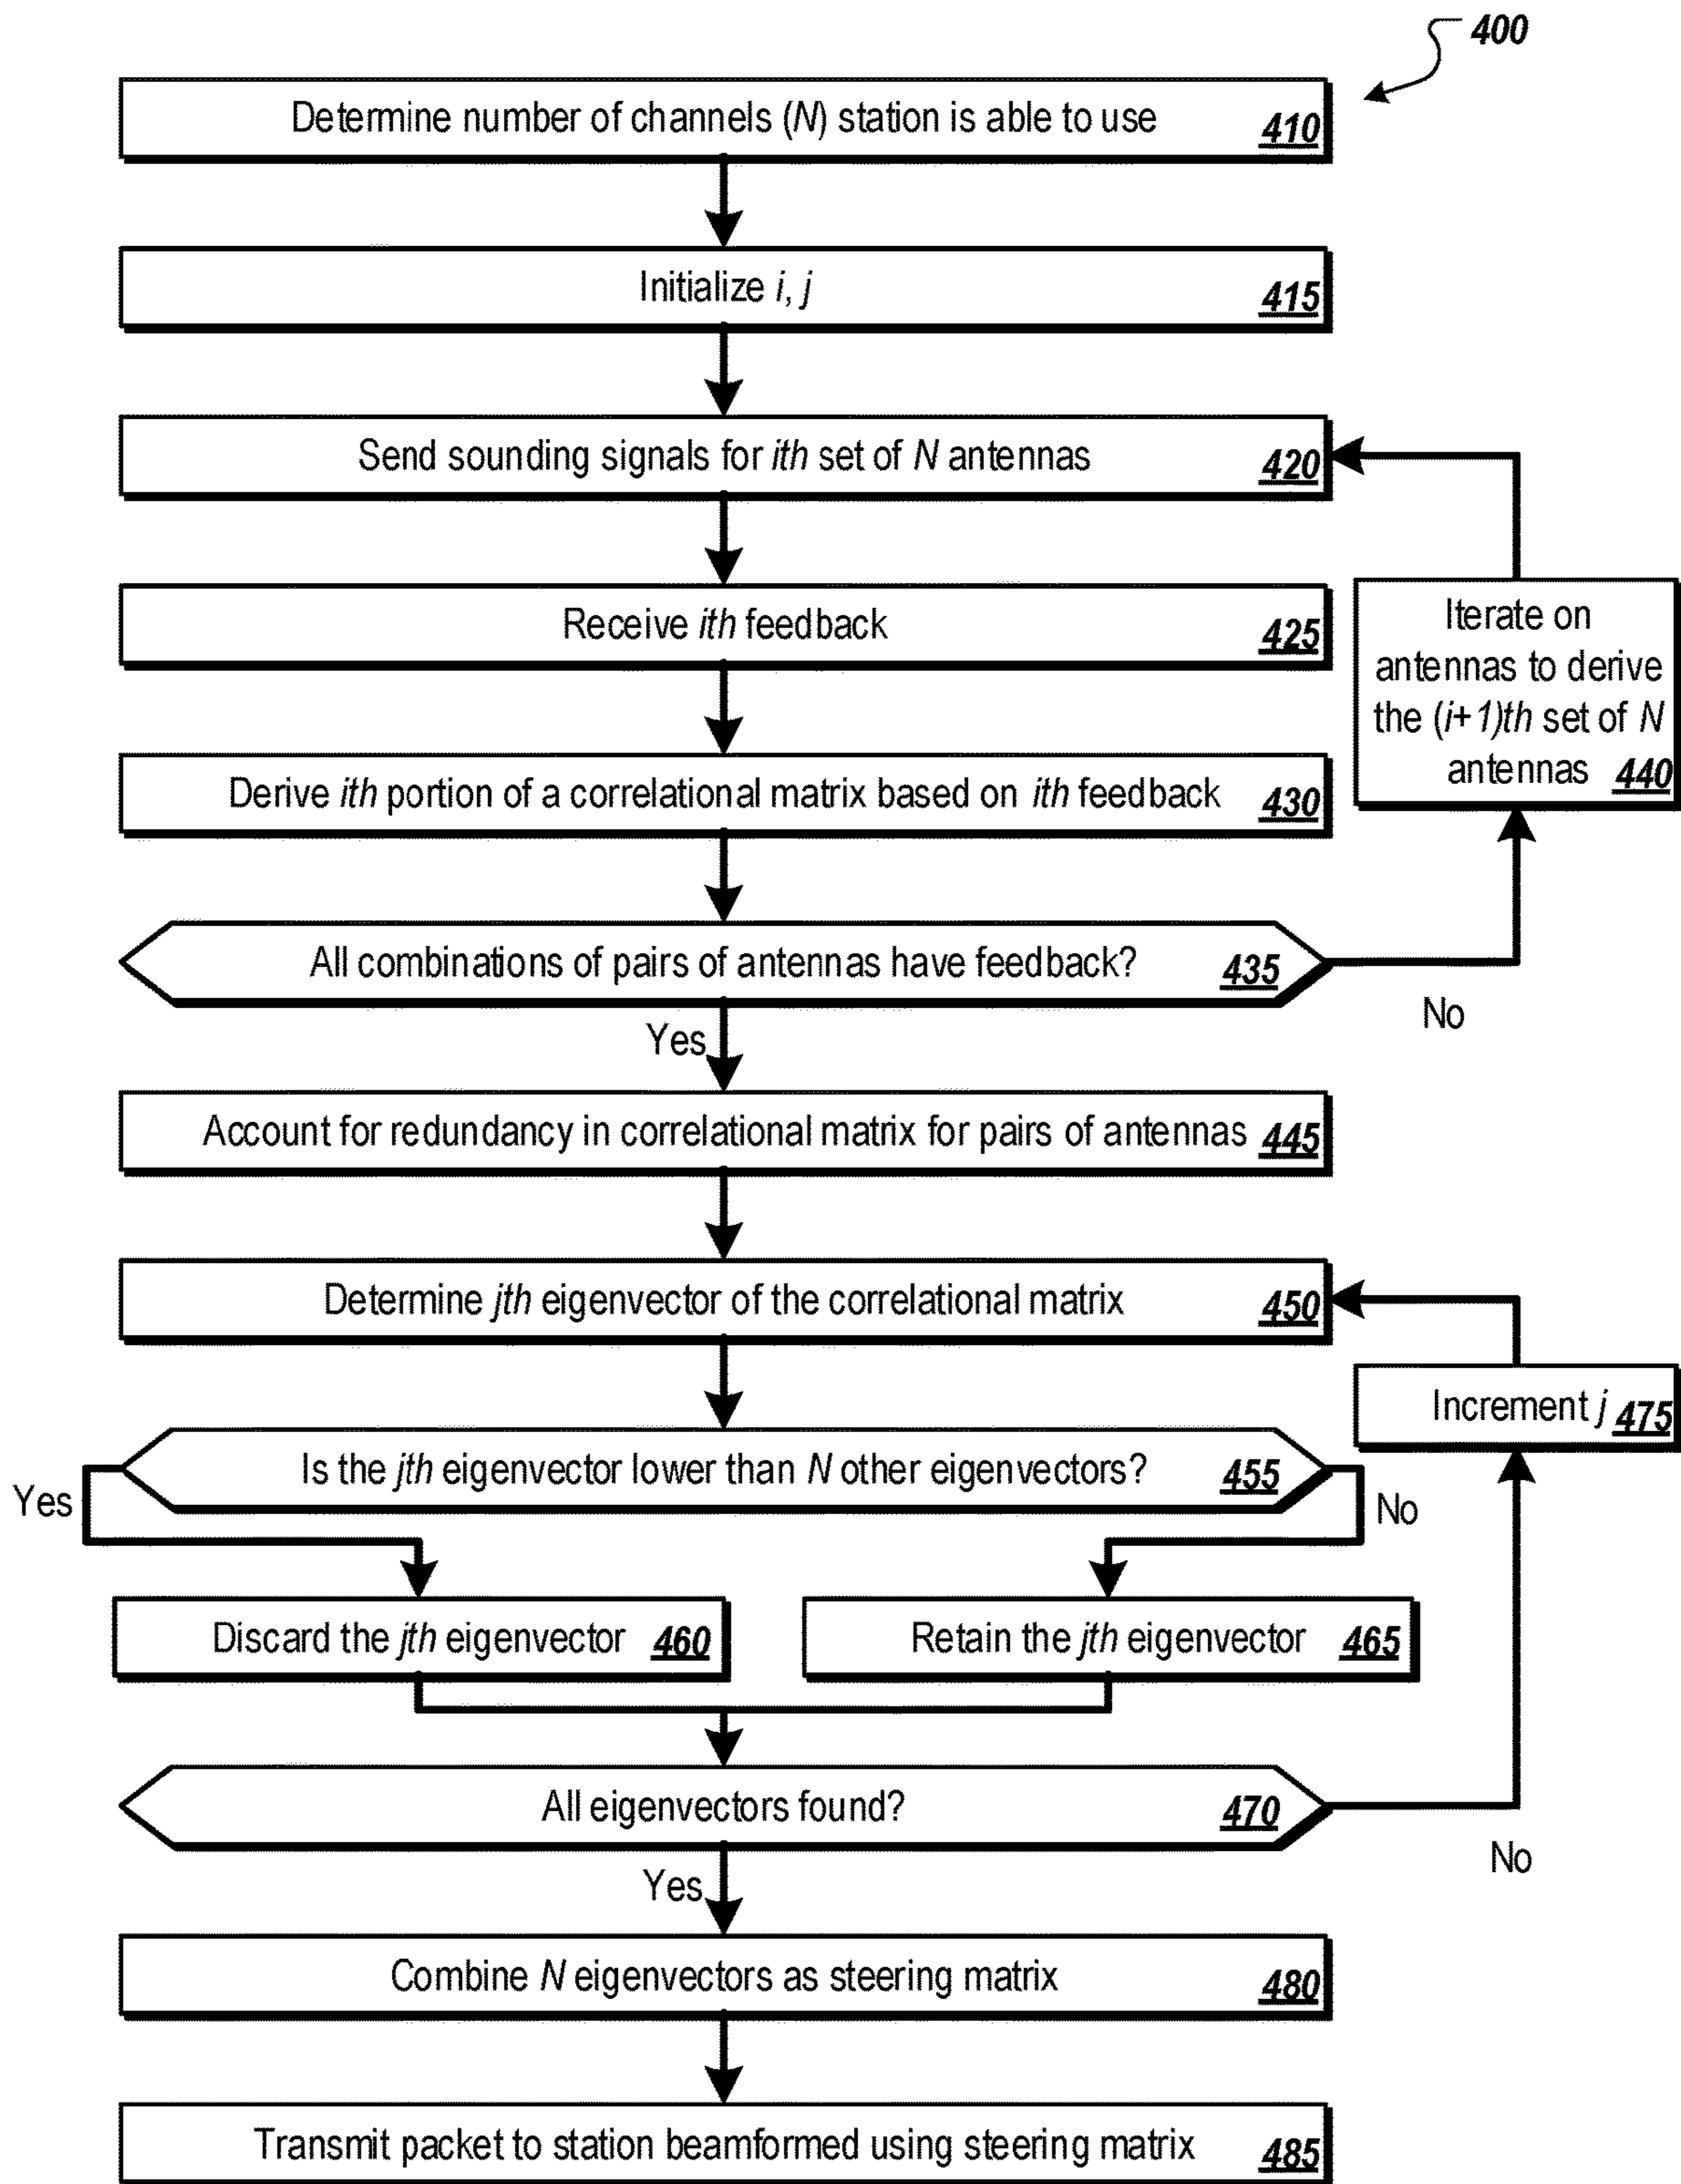 400
Determine number of channels (N) station is able to use 410
Initialize i, j 415
Send sounding signals for ith set of N antennas 420
Receive ith feedback 425
Iterate on
antennas to derive
the (i+1)th set of N
antennas 440
Derive ith portion of a correlational matrix based on ith feedback 430
All combinations of pairs of antennas have feedback? 435
No
Yes
Account for redundancy in correlational matrix for pairs of antennas 445
Determine jth eigenvector of the correlational matrix 450
Increment j 475
Is the jth eigenvector lower than N other eigenvectors? 455
Yes
No
Discard the jth eigenvector 460
Retain the jth eigenvector 465
All eigenvectors found? 470
No
Yes
Combine N eigenvectors as steering matrix 480
Transmit packet to station beamformed using steering matrix 485